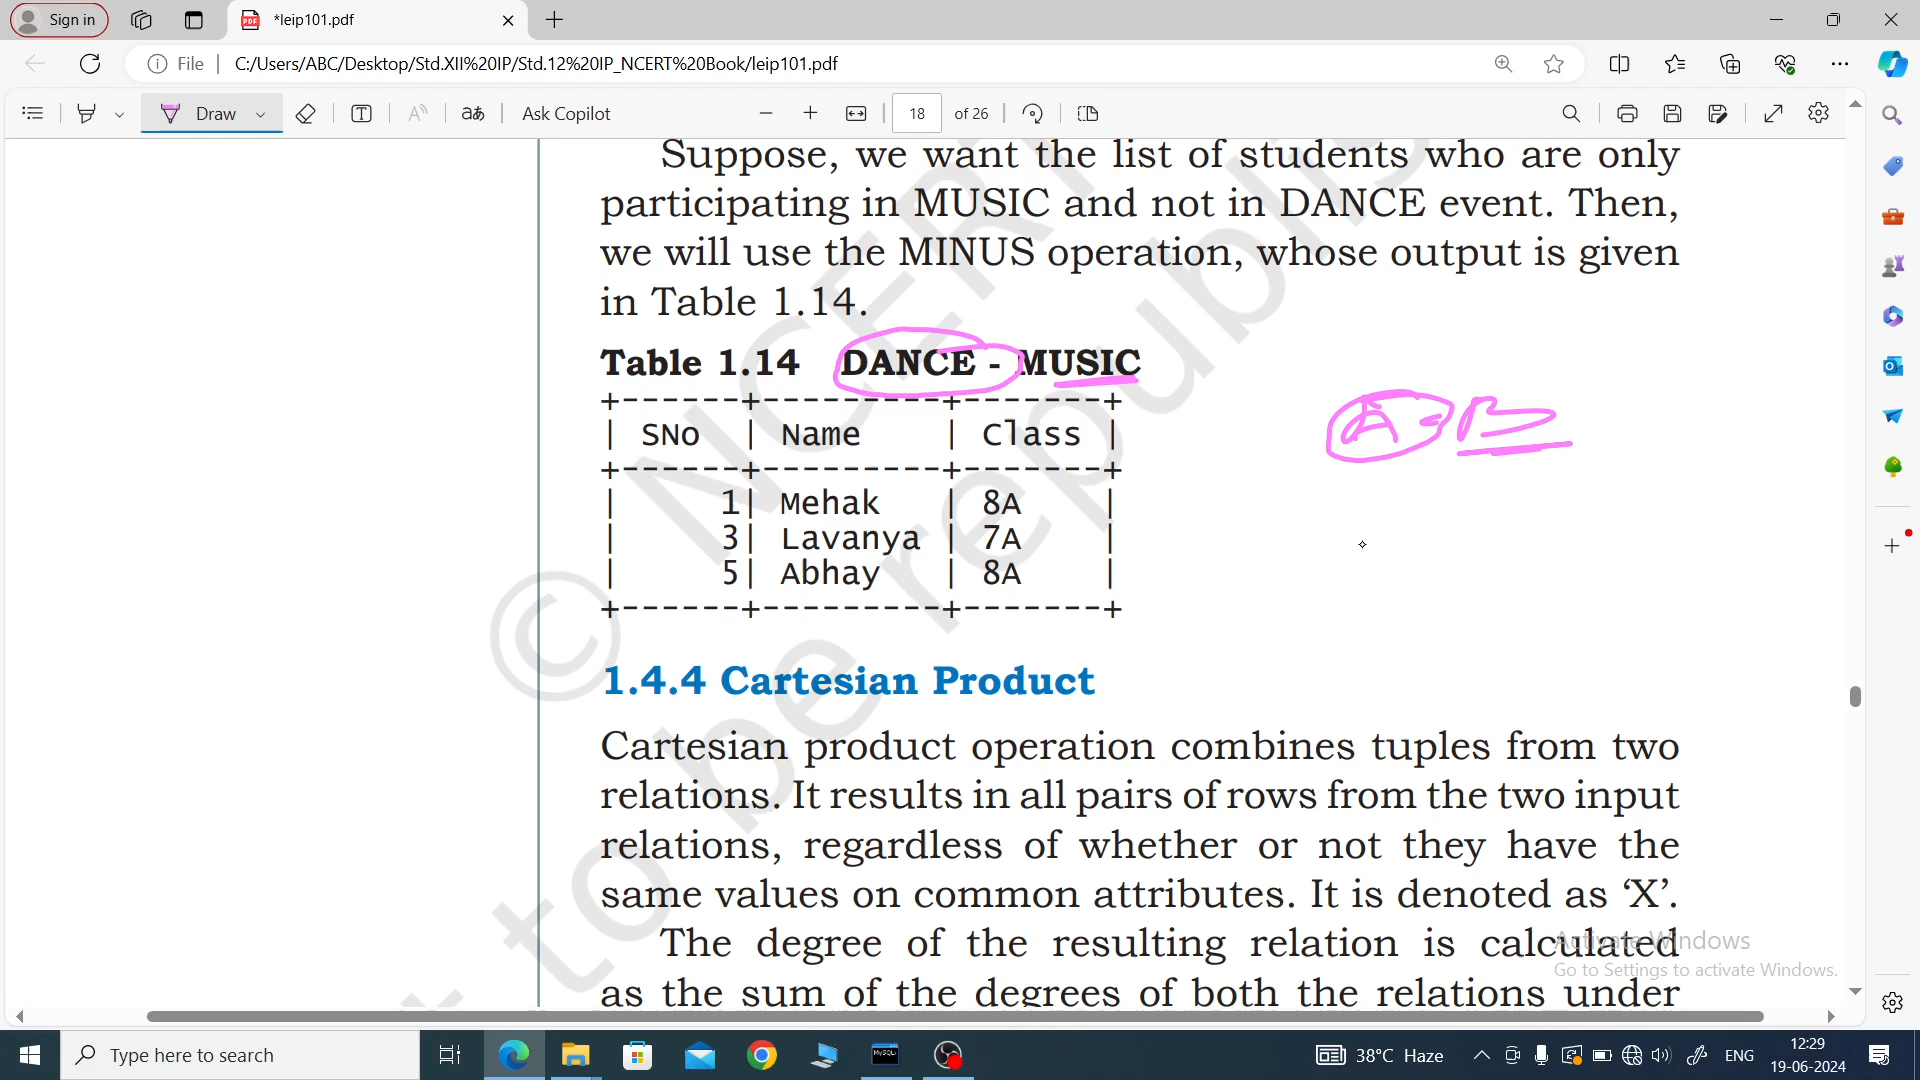 Sign in
*leip101.pdf
File
C:/Users/ABC/Desktop/Std.XII%20IP/Std.12%20IP_NCERT%20Book/leip101.pdf
Draw
Ask Copilot
18 of 26
Suppose, we want the list of students who are only
participating in MUSIC and not in DANCE event. Then,
we will use the MINUS operation, whose output is given
in Table 1.14.
Table 1.14 DANCE - MUSIC
A - B
+------+---------+-------+
| SNo | Name | Class |
+------+---------+-------+
| 1| Mehak | 8A |
| 3| Lavanya | 7A |
| 5| Abhay | 8A |
+------+---------+-------+
1.4.4 Cartesian Product
Cartesian product operation combines tuples from two
relations. It results in all pairs of rows from the two input
relations, regardless of whether or not they have the
same values on common attributes. It is denoted as ‘X’.
The degree of the resulting relation is calculated
as the sum of the degrees of both the relations under
© NCERT
to be republis
Activate Windows
Go to Settings to activate Windows.
Type here to search
38°C Haze
ENG
12:29
19-06-2024